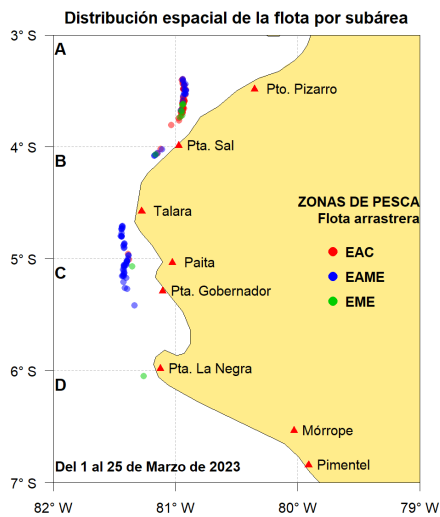 Distribución espacial de la flota por subárea
3° S
A
Pto. Pizarro
4° S
Pta. Sal
B
ZONAS DE PESCA
Flota arrastrera
Talara
EAC
5° S
Paita
C
EAME
Pta. Gobernador
EME
6° S
Pta. La Negra
D
Mórrope
Del 1 al 25 de Marzo de 2023
Pimentel
7° S
82° W
81° W
80° W
79° W